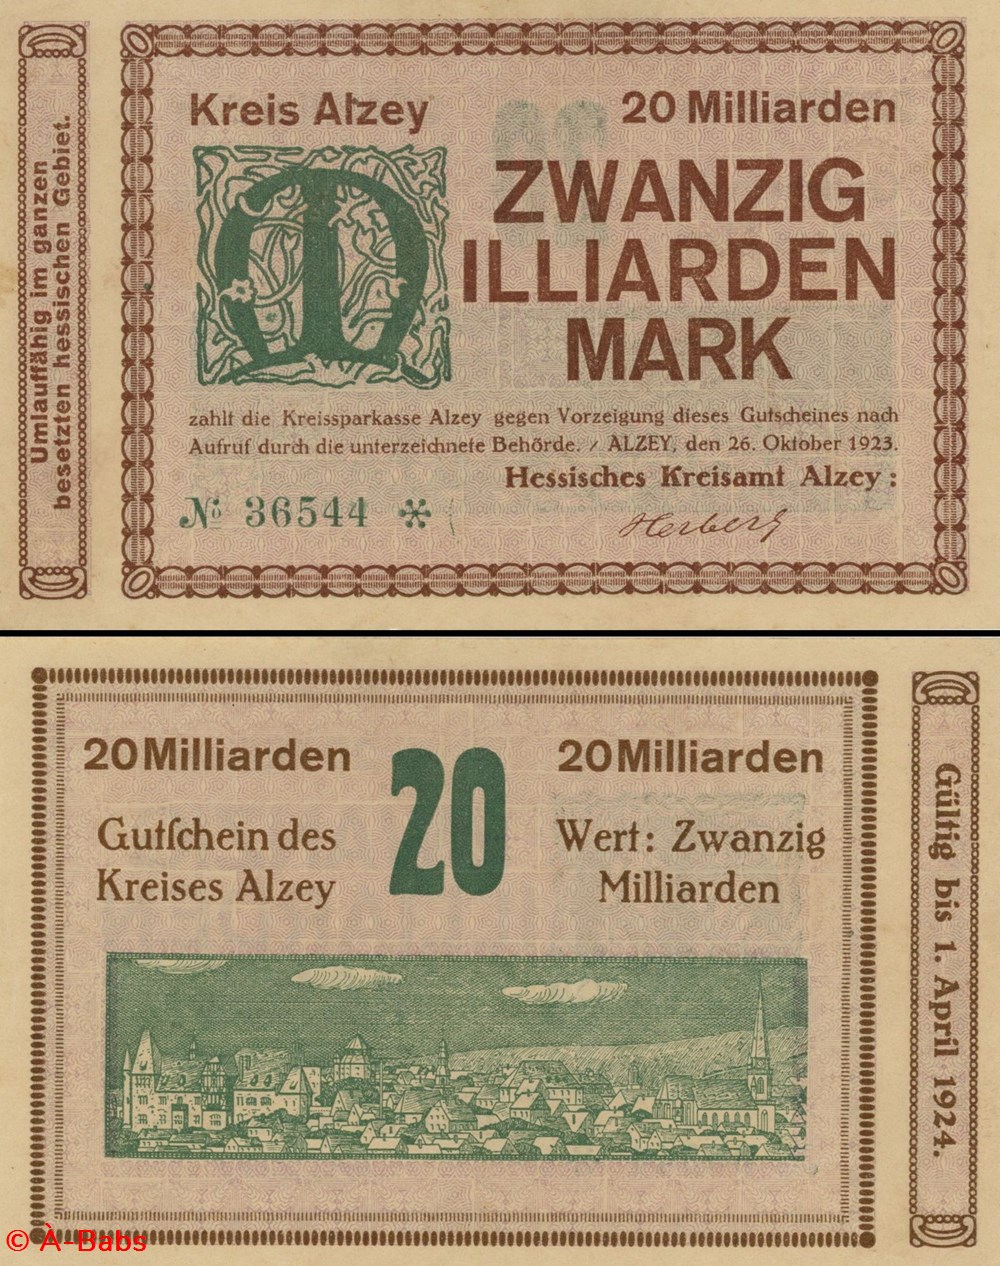 Umlauffähig im ganzen
besetzten hessischen Gebiet.
Kreis Alzey
20 Milliarden
ZWANZIG
MILLIARDEN
MARK
zahlt die Kreissparkasse Alzey gegen Vorzeigung dieses Gutscheines nach
Aufruf durch die unterzeichnete Behörde. / ALZEY, den 26. Oktober 1923.
Hessisches Kreisamt Alzey:
No 36544 *
20 Milliarden
20
20 Milliarden
Gutſchein des
Kreises Alzey
Wert: Zwanzig
Milliarden
Gültig bis 1. April 1924.
© À-Babs